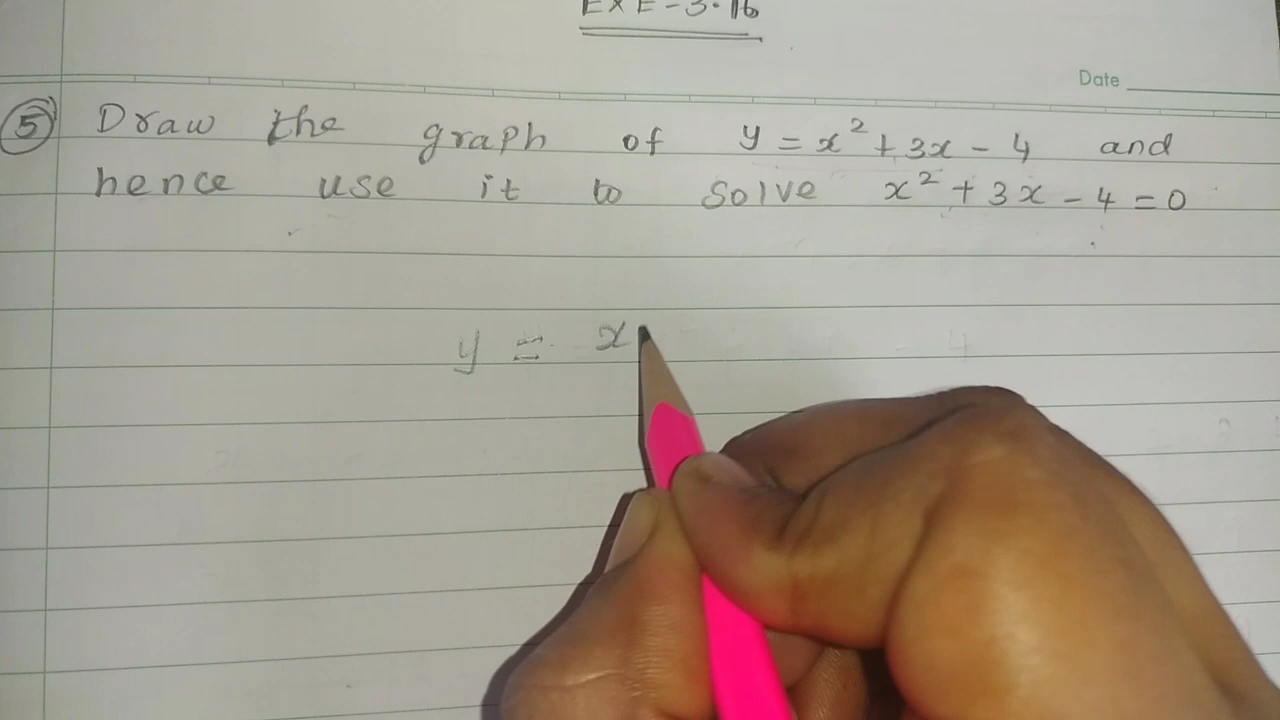 EXE-3.16
Date
⑤ Draw the graph of y = x² + 3x - 4 and
hence use it to solve x² + 3x - 4 = 0
y = x - 4